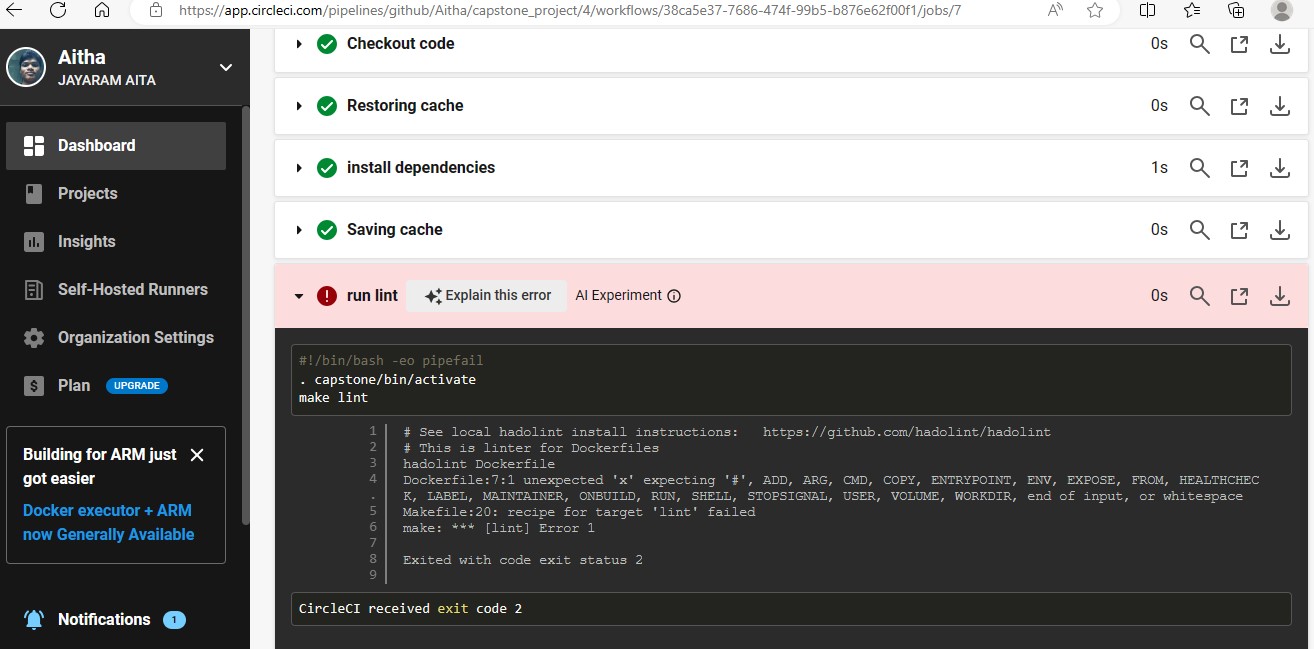 https://app.circleci.com/pipelines/github/Aitha/capstone_project/4/workflows/38ca5e37-7686-474f-99b5-b876e62f00f1/jobs/7
Aitha
JAYARAM AITA
Dashboard
Projects
Insights
Self-Hosted Runners
Organization Settings
$ Plan UPGRADE
Building for ARM just
got easier
Docker executor + ARM
now Generally Available
Notifications 1
Checkout code 0s
Restoring cache 0s
install dependencies 1s
Saving cache 0s
! run lint Explain this error AI Experiment 0s
#!/bin/bash -eo pipefail
. capstone/bin/activate
make lint
1 # See local hadolint install instructions:   https://github.com/hadolint/hadolint
2 # This is linter for Dockerfiles
3 hadolint Dockerfile
4 Dockerfile:7:1 unexpected 'x' expecting '#', ADD, ARG, CMD, COPY, ENTRYPOINT, ENV, EXPOSE, FROM, HEALTHCHEC
. K, LABEL, MAINTAINER, ONBUILD, RUN, SHELL, STOPSIGNAL, USER, VOLUME, WORKDIR, end of input, or whitespace
5 Makefile:20: recipe for target 'lint' failed
6 make: *** [lint] Error 1
7
8 Exited with code exit status 2
9
CircleCI received exit code 2